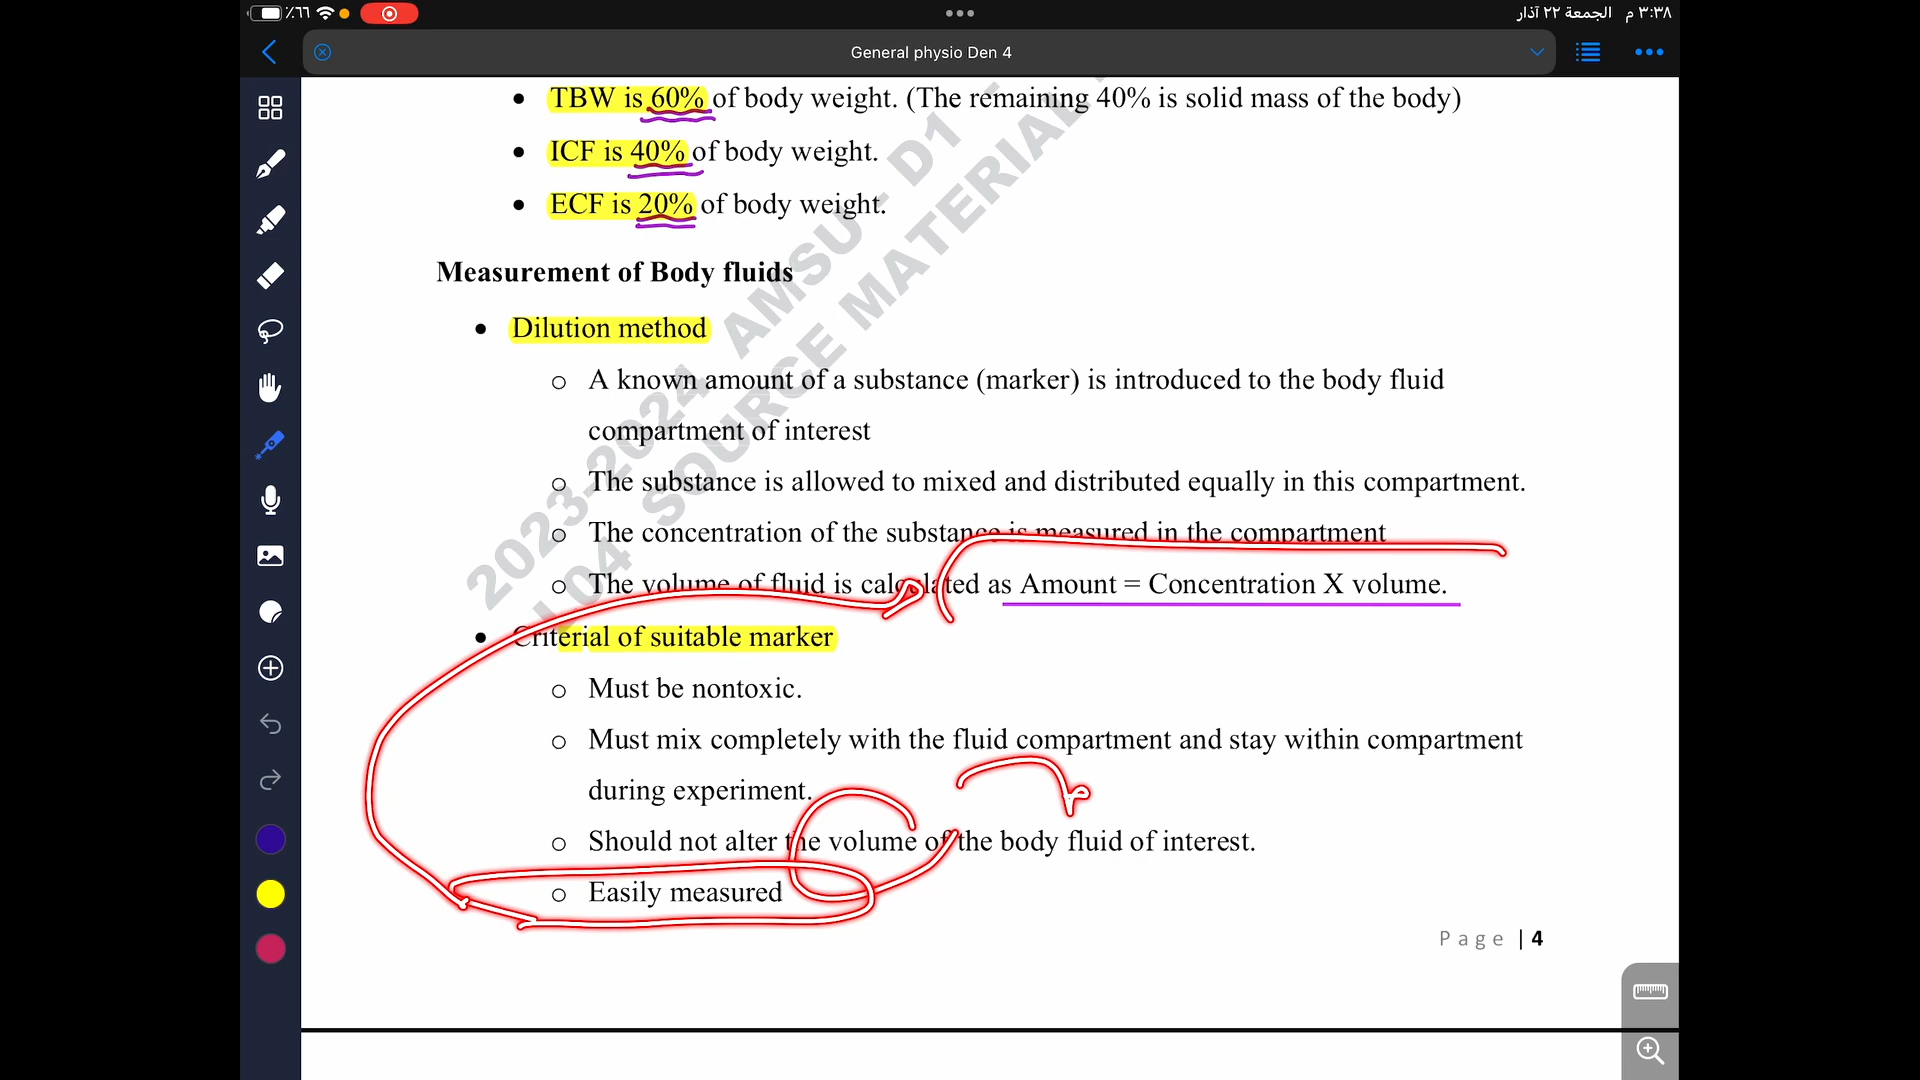 ٪٦٦
٣:٣٨ م الجمعة ٢٢ آذار
General physio Den 4
• TBW is 60% of body weight. (The remaining 40% is solid mass of the body)
• ICF is 40% of body weight.
• ECF is 20% of body weight.
Measurement of Body fluids
• Dilution method
o A known amount of a substance (marker) is introduced to the body fluid
compartment of interest
o The substance is allowed to mixed and distributed equally in this compartment.
o The concentration of the substance is measured in the compartment
o The volume of fluid is calculated as Amount = Concentration X volume.
• Criterial of suitable marker
o Must be nontoxic.
o Must mix completely with the fluid compartment and stay within compartment
during experiment.
o Should not alter the volume of the body fluid of interest.
o Easily measured
Page | 4
2023-2024 AMSU - D1 -
SOURCE MATERIAL